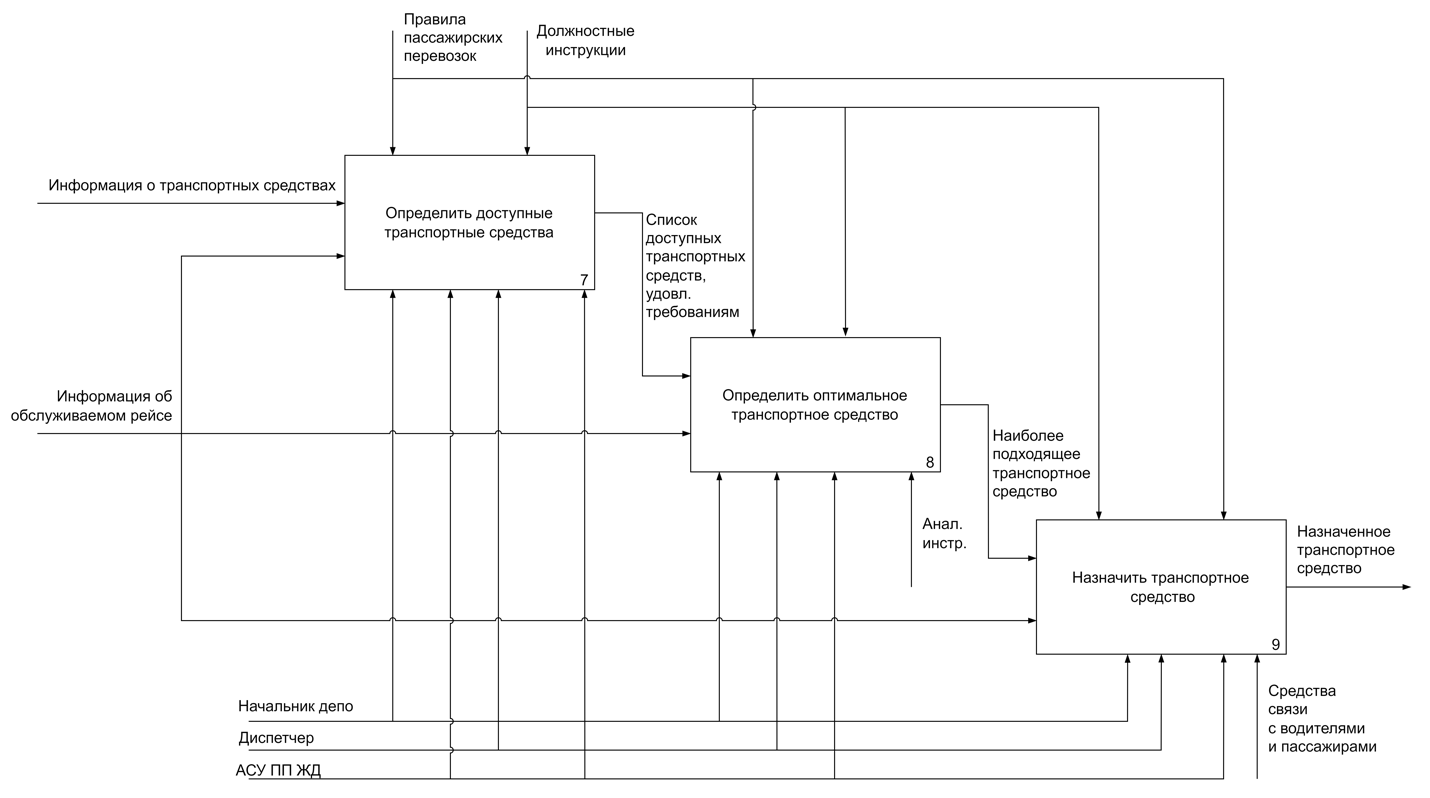 Правила
пассажирских
перевозок
Должностные
инструкции
Информация о транспортных средствах
Определить доступные
транспортные средства
7
Список
доступных
транспортных
средств,
удовл.
требованиям
Информация об
обслуживаемом рейсе
Определить оптимальное
транспортное средство
8
Наиболее
подходящее
транспортное
средство
Анал.
инстр.
Назначить транспортное
средство
9
Назначенное
транспортное
средство
Начальник депо
Диспетчер
АСУ ПП ЖД
Средства
связи
с водителями
и пассажирами